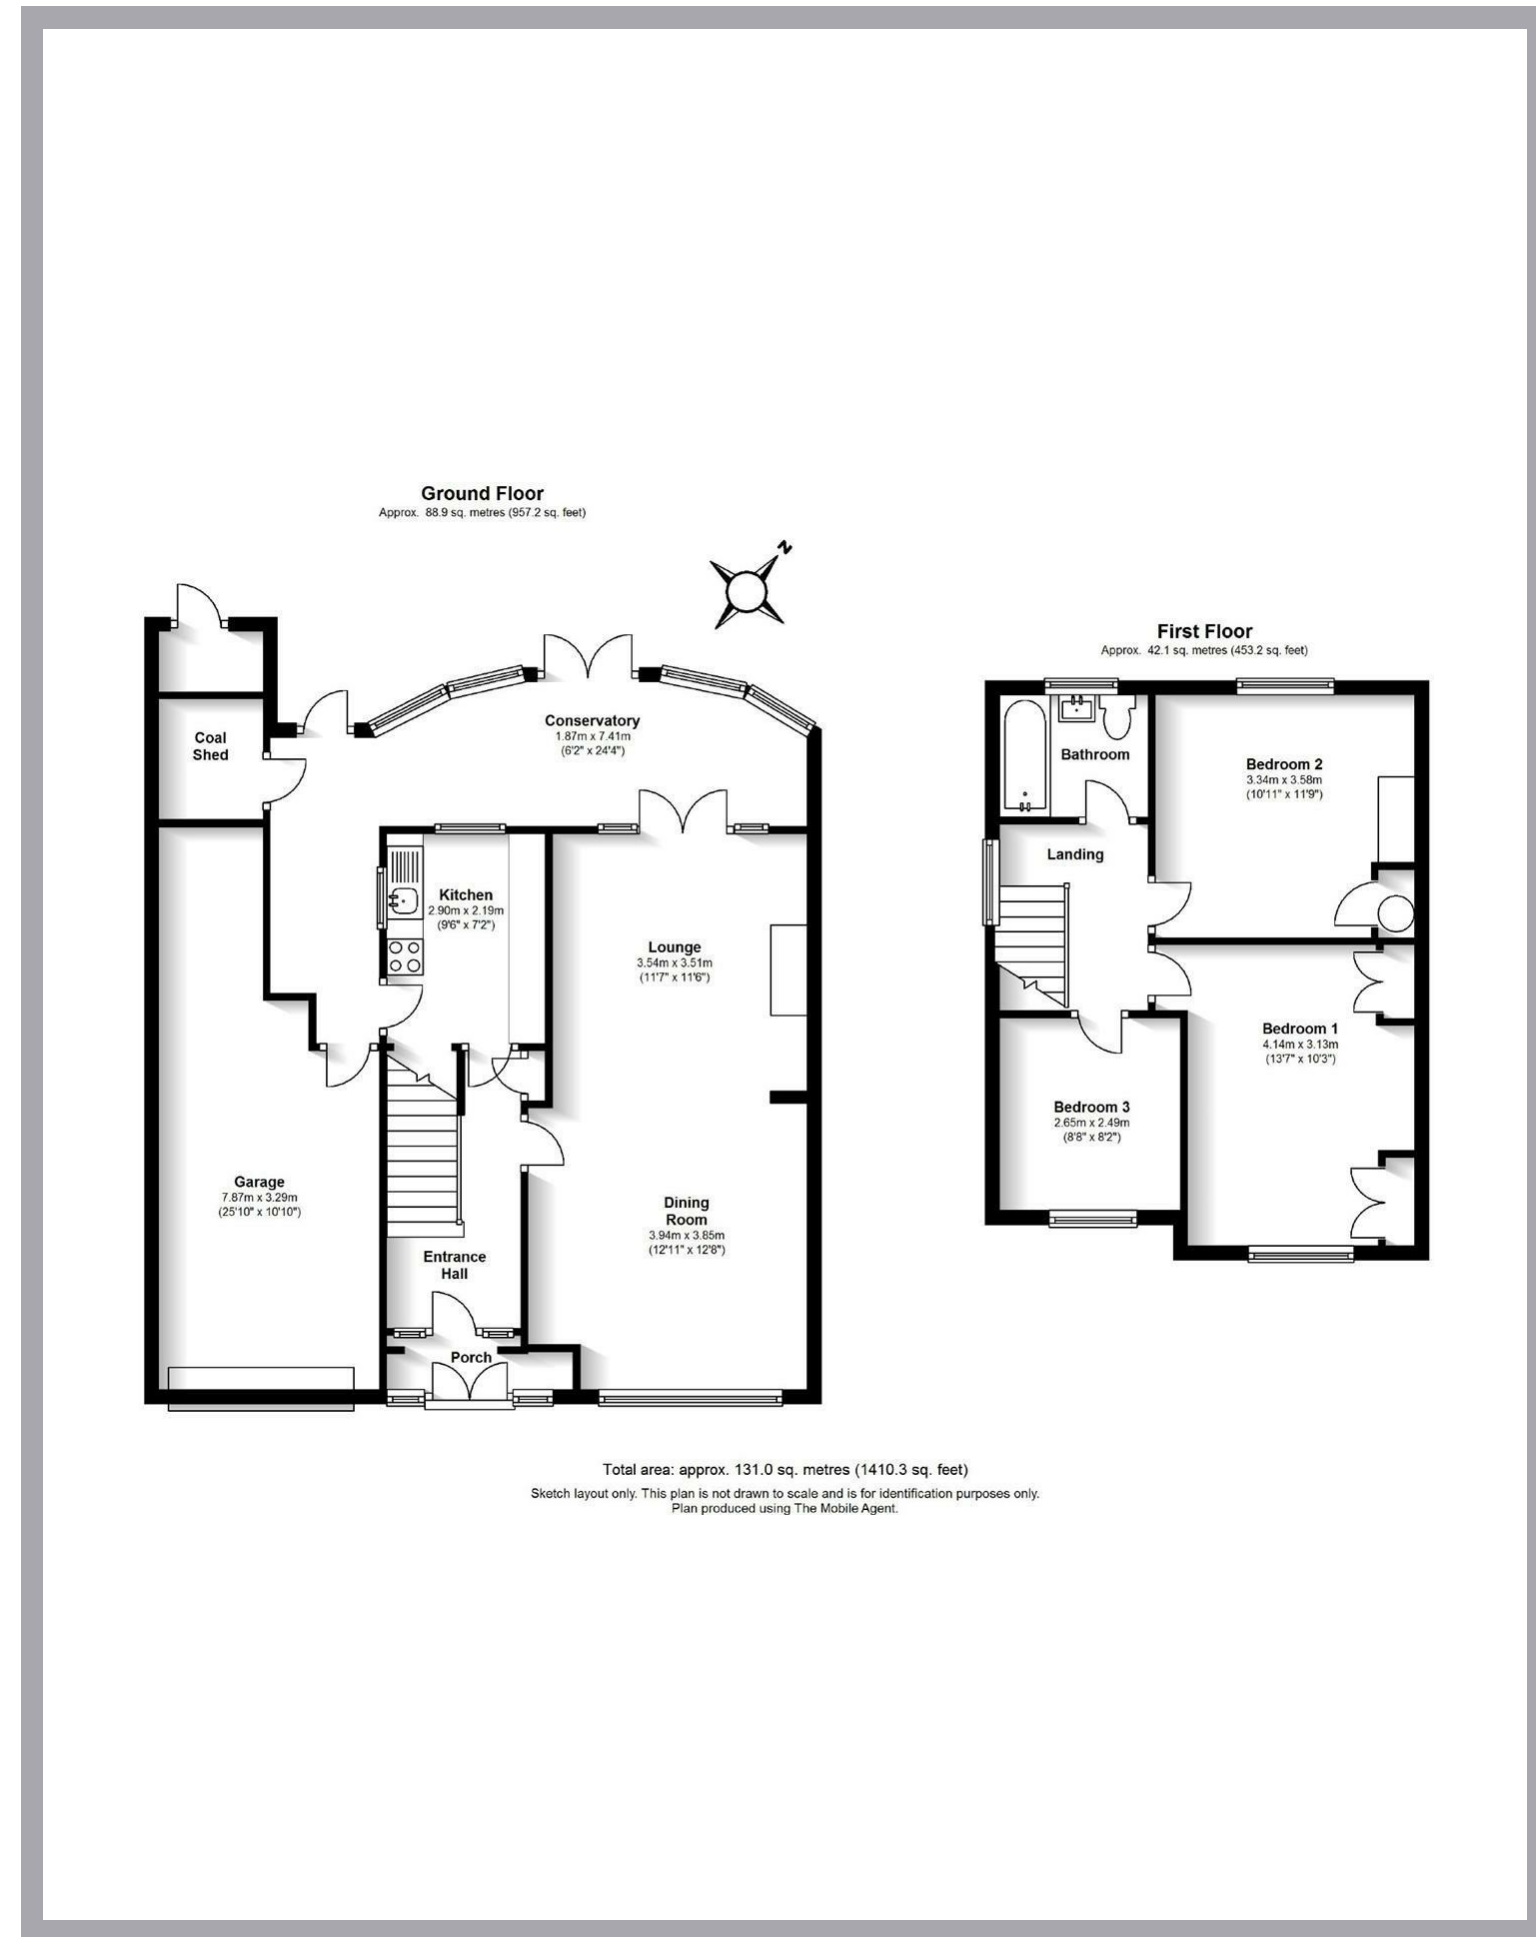 Ground Floor
Approx. 88.9 sq. metres (957.2 sq. feet)
N
Coal
Shed
Conservatory
1.87m x 7.41m
(6'2" x 24'4")
Kitchen
2.90m x 2.19m
(9'6" x 7'2")
Lounge
3.54m x 3.51m
(11'7" x 11'6")
Garage
7.87m x 3.29m
(25'10" x 10'10")
Dining
Room
3.94m x 3.85m
(12'11" x 12'8")
Entrance
Hall
Porch
First Floor
Approx. 42.1 sq. metres (453.2 sq. feet)
Bathroom
Bedroom 2
3.34m x 3.58m
(10'11" x 11'9")
Landing
Bedroom 1
4.14m x 3.13m
(13'7" x 10'3")
Bedroom 3
2.65m x 2.49m
(8'8" x 8'2")
Total area: approx. 131.0 sq. metres (1410.3 sq. feet)
Sketch layout only. This plan is not drawn to scale and is for identification purposes only.
Plan produced using The Mobile Agent.